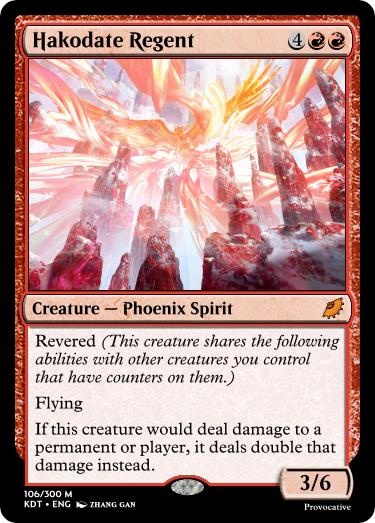 Hakodate Regent 4
Creature — Phoenix Spirit
Revered (This creature shares the following
abilities with other creatures you control
that have counters on them.)
Flying
If this creature would deal damage to a
permanent or player, it deals double that
damage instead.
3/6
106/300 M
KDT • ENG ZHANG GAN
Provocative